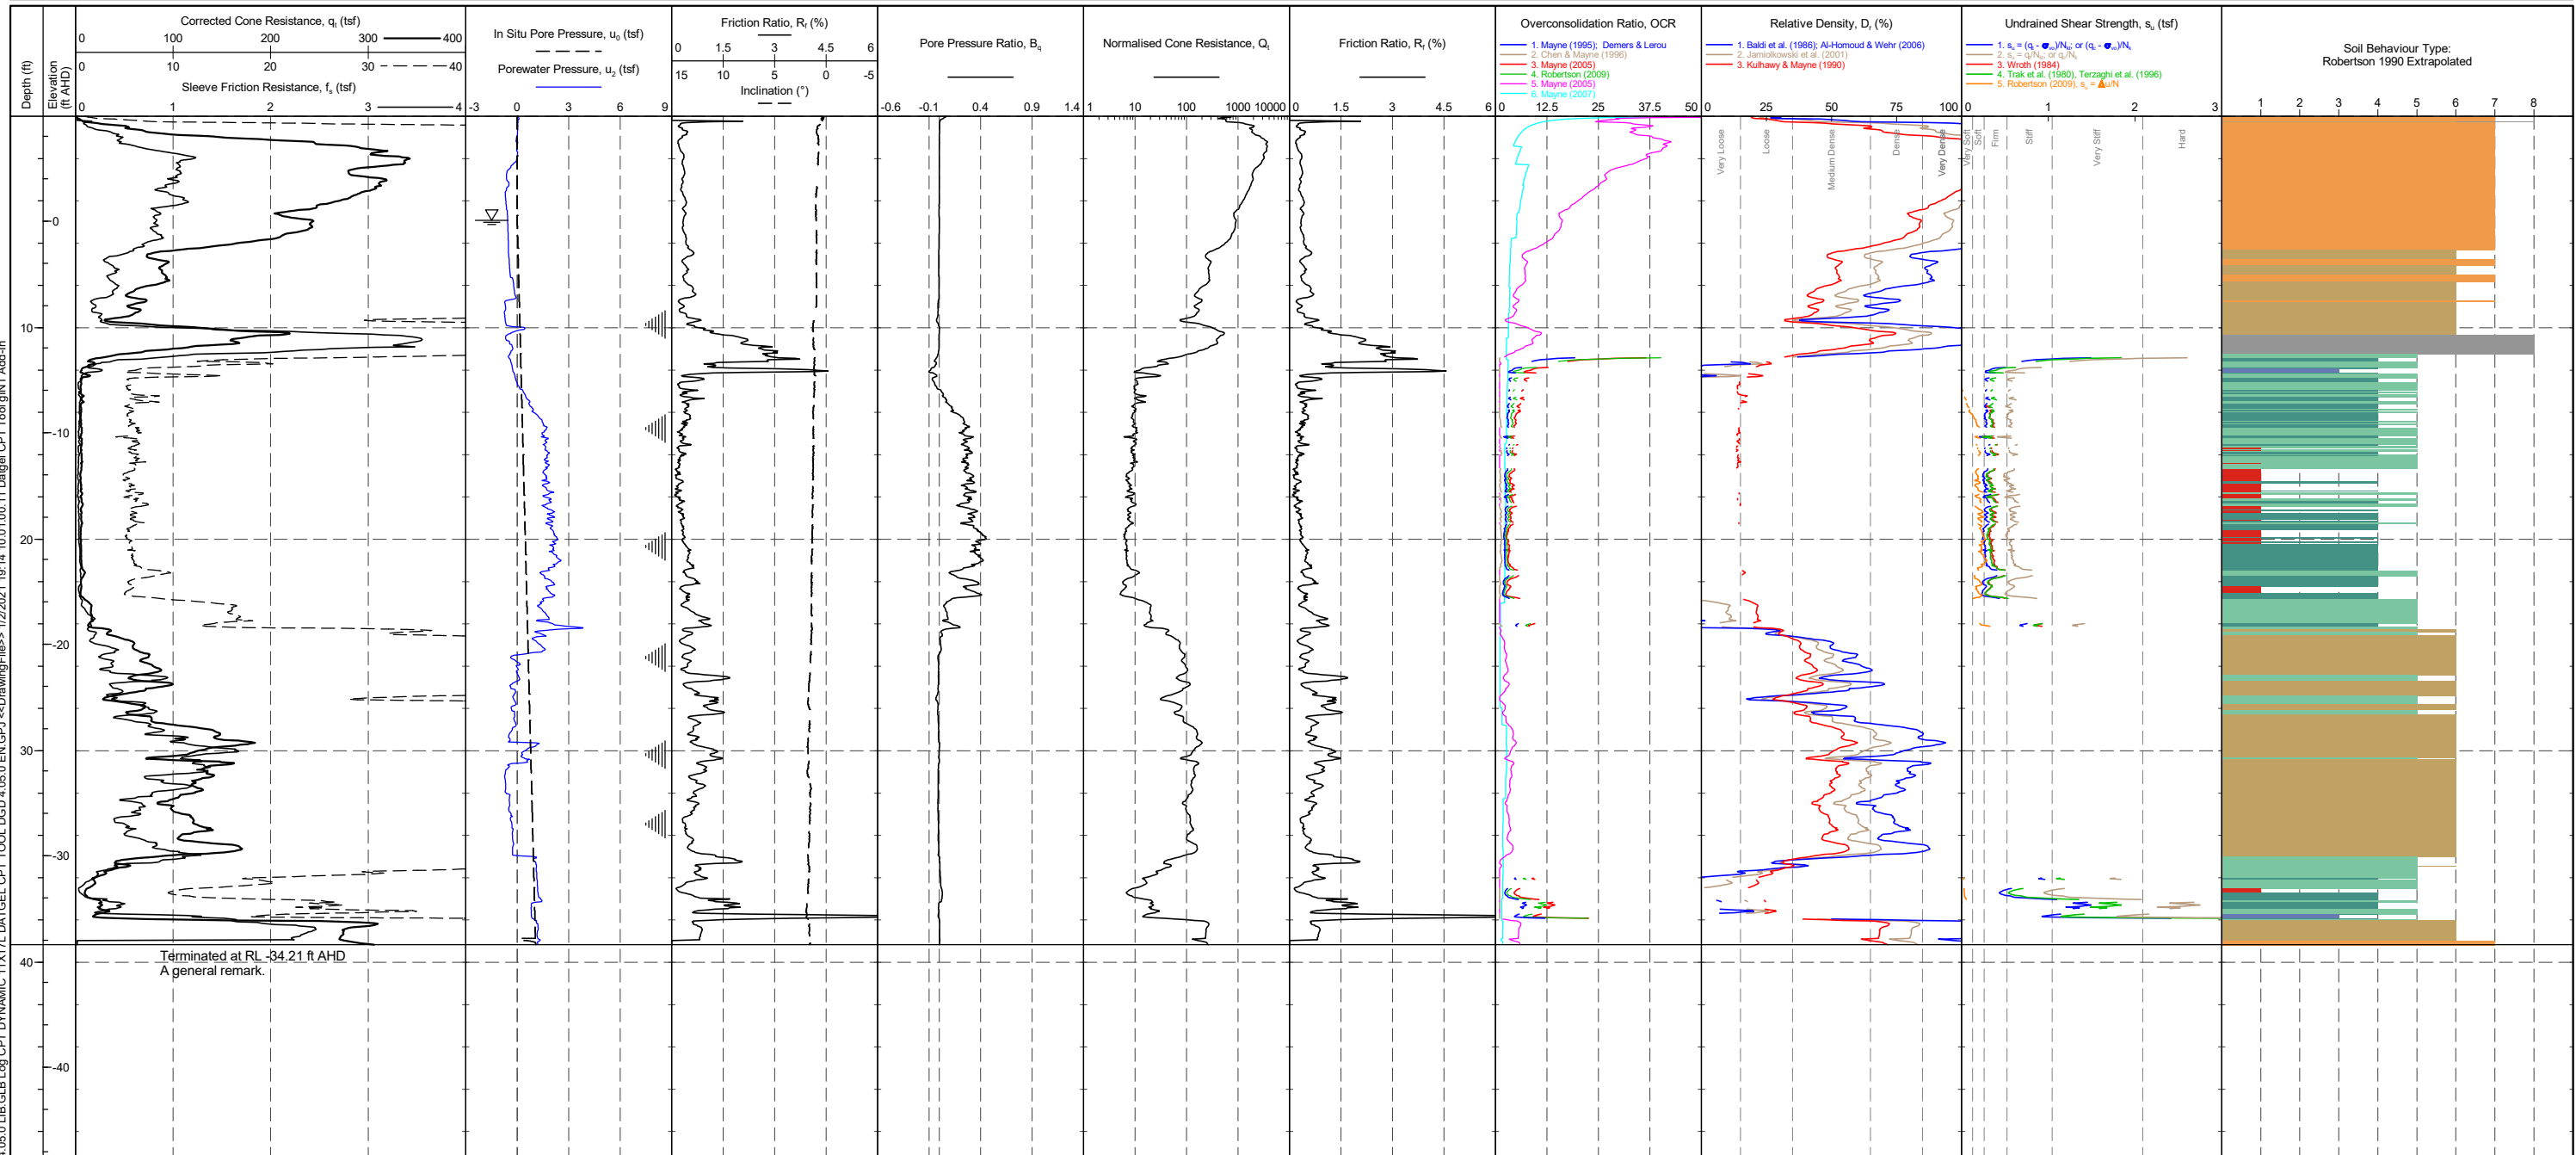 Corrected Cone Resistance, qt (tsf)
0 100 200 300 400
0 10 20 30 40
Sleeve Friction Resistance, fs (tsf)
0 1 2 3 4
Depth (ft)
Elevation
(ft AHD)
In Situ Pore Pressure, u0 (tsf)
Porewater Pressure, u2 (tsf)
-3 0 3 6 9
Friction Ratio, Rf (%)
0 1.5 3 4.5 6
15 10 5 0 -5
Inclination (°)
Pore Pressure Ratio, Bq
-0.6 -0.1 0.4 0.9 1.4
Normalised Cone Resistance, Qt
1 10 100 1000 10000
Friction Ratio, Rf (%)
0 1.5 3 4.5 6
Overconsolidation Ratio, OCR
1. Mayne (1995); Demers & Lerou
2. Chen & Mayne (1996)
3. Mayne (2005)
4. Robertson (2009)
5. Mayne (2005)
6. Mayne (2007)
0 12.5 25 37.5 50
Relative Density, Dr (%)
1. Baldi et al. (1986); Al-Homoud & Wehr (2006)
2. Jamiolkowski et al. (2001)
3. Kulhawy & Mayne (1990)
0 25 50 75 100
Very Loose
Loose
Medium Dense
Dense
Very Dense
Undrained Shear Strength, su (tsf)
3. Wroth (1984)
4. Trak et al. (1980), Terzaghi et al. (1996)
0 1 2 3
Very Soft
Soft
Firm
Stiff
Very Stiff
Hard
Soil Behaviour Type:
Robertson 1990 Extrapolated
1 2 3 4 5 6 7 8
0
10
-10
20
-20
30
-30
40
-40
Terminated at RL -34.21 ft AHD
A general remark.